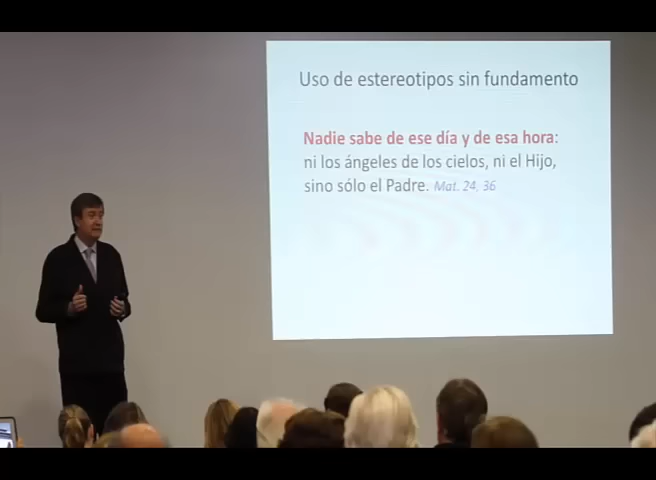 Uso de estereotipos sin fundamento
Nadie sabe de ese día y de esa hora:
ni los ángeles de los cielos, ni el Hijo,
sino sólo el Padre. Mat. 24, 36